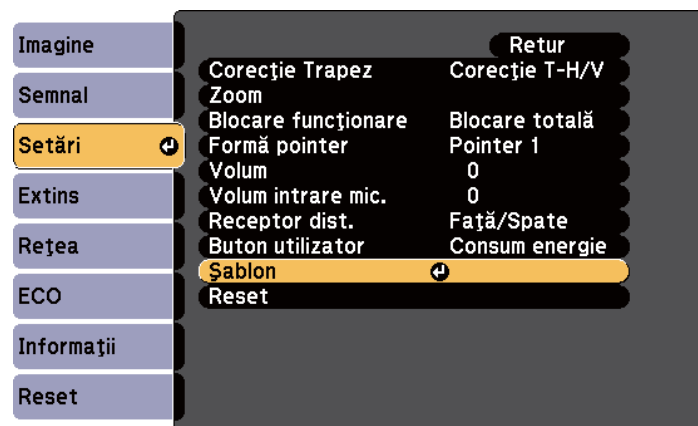 Imagine
Semnal
Setări
Extins
Reţea
ECO
Informaţii
Reset
Retur
Corecţie Trapez Corecţie T-H/V
Zoom
Blocare funcţionare Blocare totală
Formă pointer Pointer 1
Volum 0
Volum intrare mic. 0
Receptor dist. Faţă/Spate
Buton utilizator Consum energie
Şablon
Reset